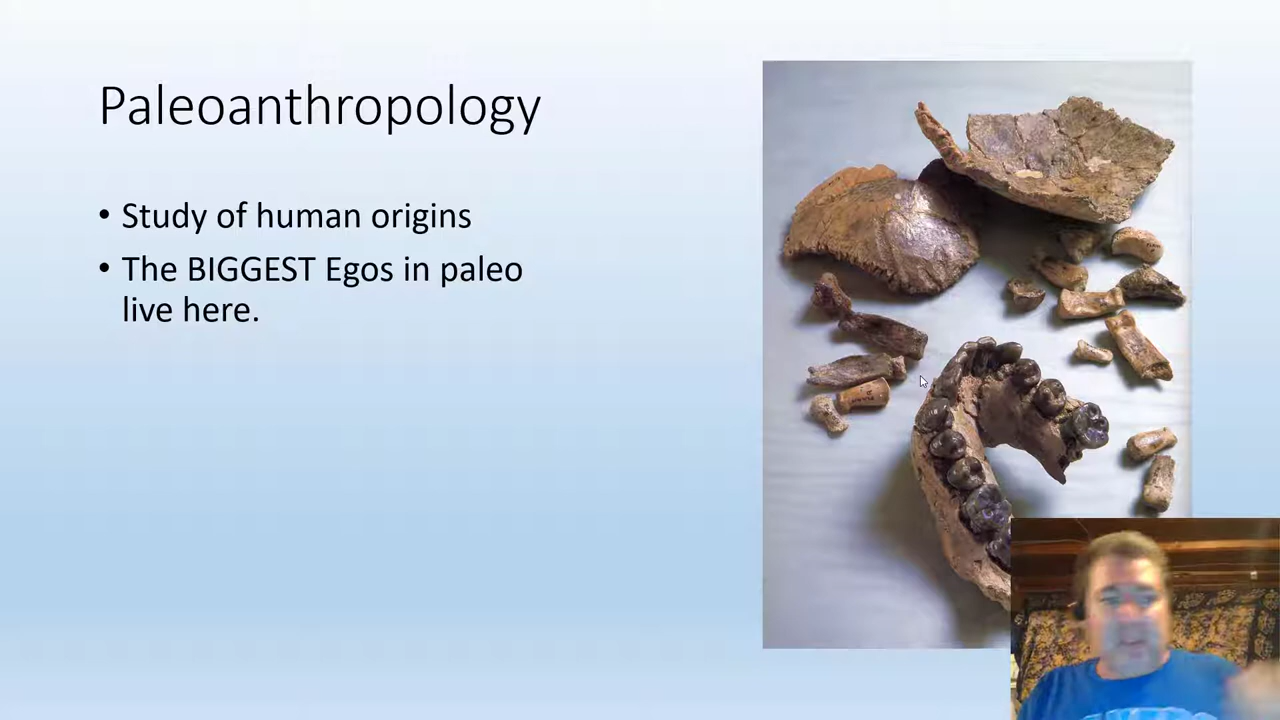 Paleoanthropology
• Study of human origins
• The BIGGEST Egos in paleo
live here.